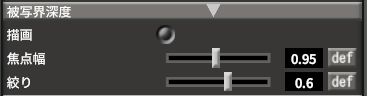 被写界深度
描画
焦点幅 0.95 def
絞り 0.6 def